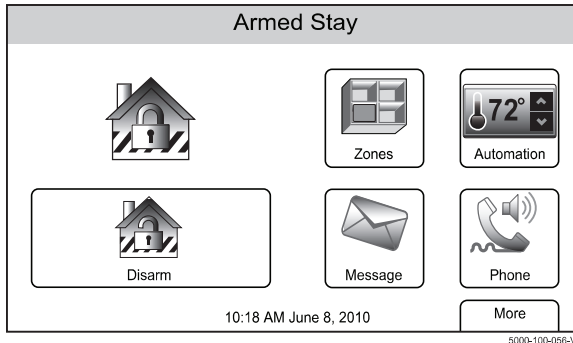 Armed Stay
72°
Zones
Automation
Disarm
Message
Phone
10:18 AM June 8, 2010
More
5000-100-056-V